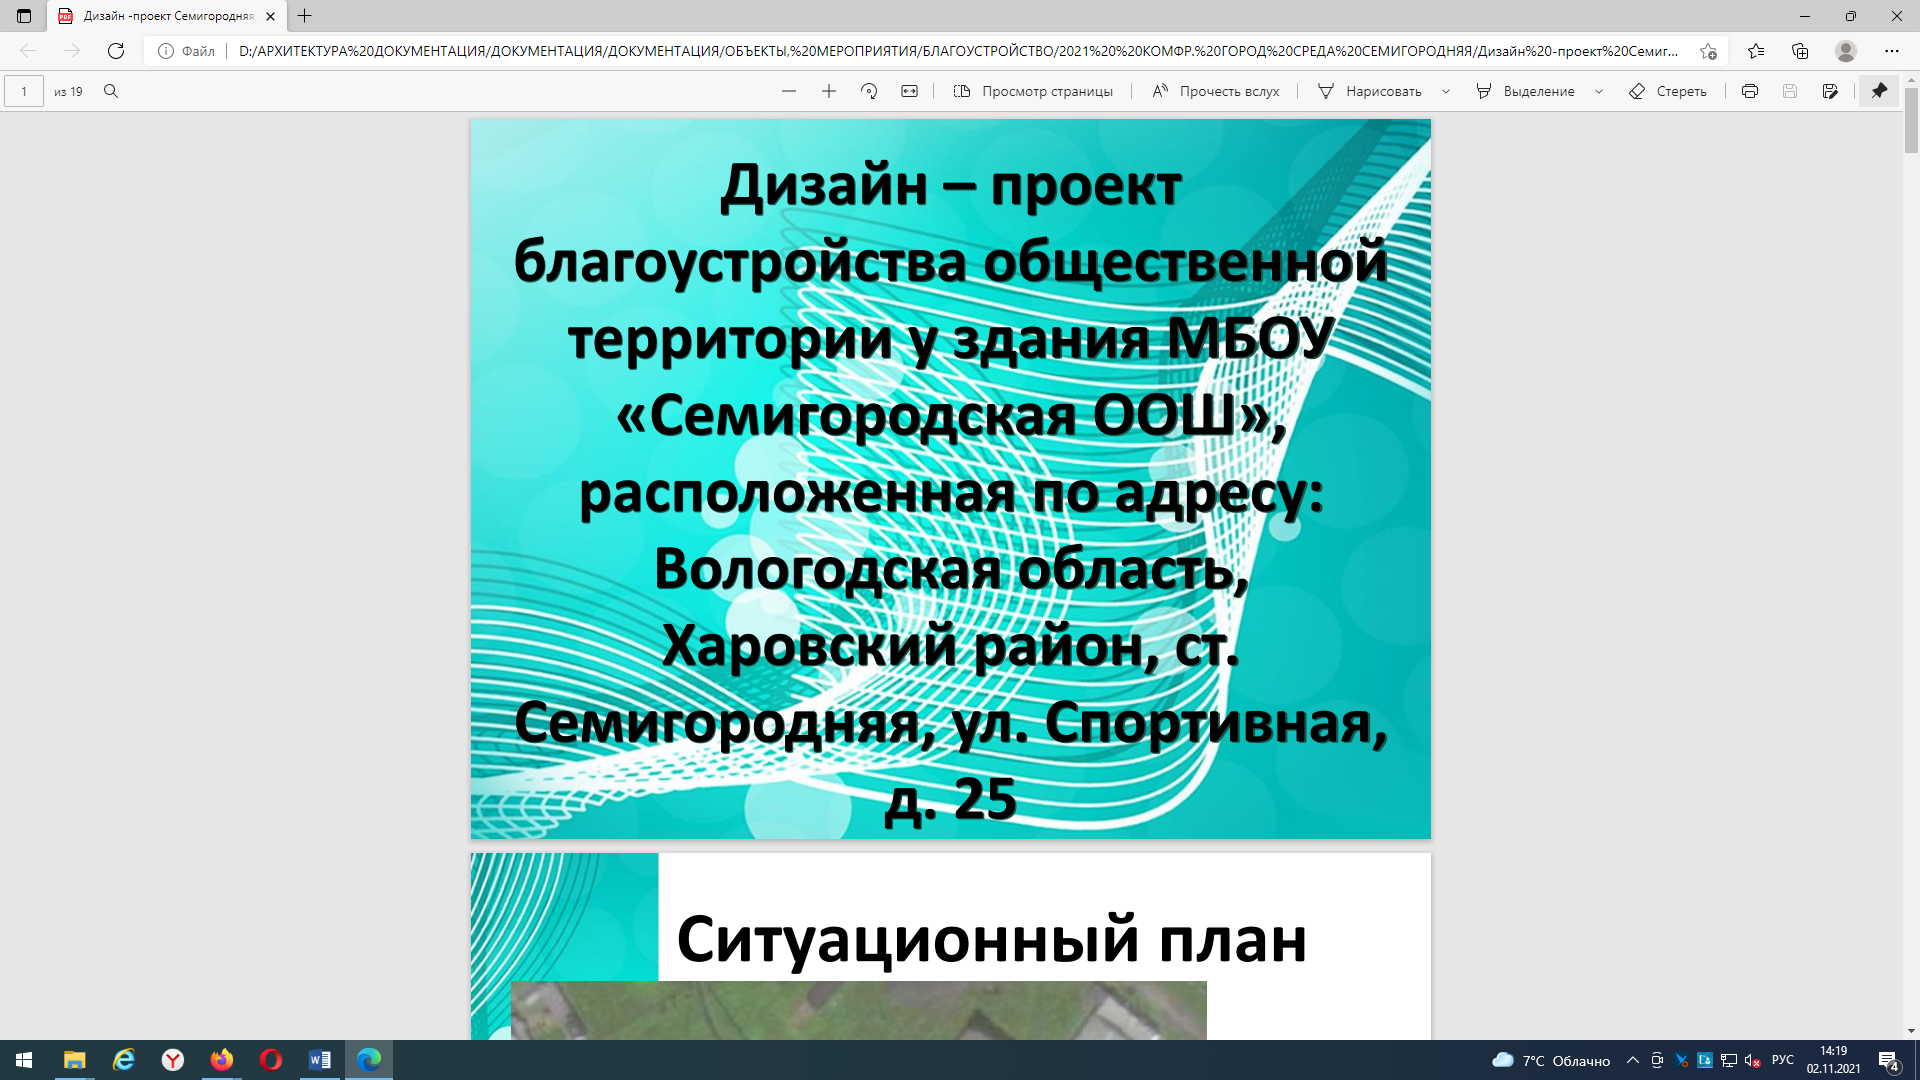 Дизайн -проект Семигородняя,
Файл
D:/АРХИТЕКТУРА%20ДОКУМЕНТАЦИЯ/ДОКУМЕНТАЦИЯ/ДОКУМЕНТАЦИЯ/ОБЪЕКТЫ,%20МЕРОПРИЯТИЯ/БЛАГОУСТРОЙСТВО/2021%20%20КОМФР.%20ГОРОД%20СРЕДА%20СЕМИГОРОДНЯЯ/Дизайн%20-проект%20Семиг...
1 из 19
Просмотр страницы
Прочесть вслух
Нарисовать
Выделение
Стереть
Дизайн – проект
благоустройства общественной
территории у здания МБОУ
«Семигородская ООШ»,
расположенная по адресу:
Вологодская область,
Харовский район, ст.
Семигородняя, ул. Спортивная,
д. 25
Ситуационный план
7°C Облачно
РУС
14:19
02.11.2021
4